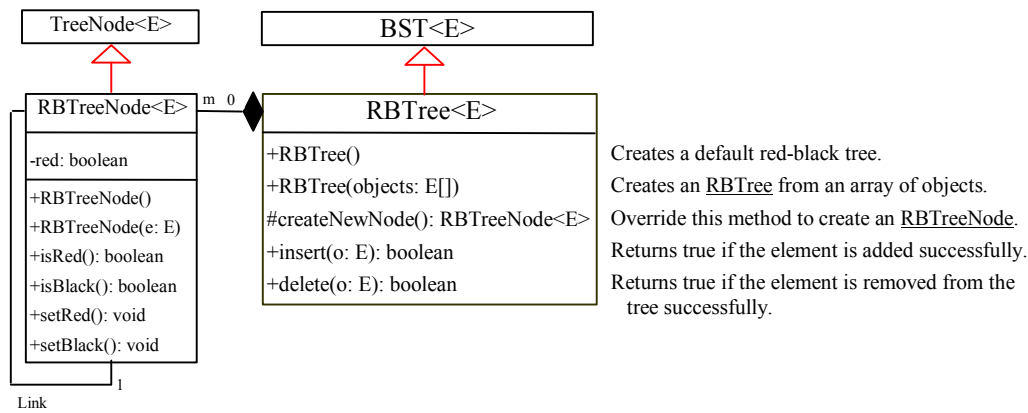 TreeNode<E>
BST<E>
RBTreeNode<E>
m 0
RBTree<E>
-red: boolean
+RBTreeNode()
+RBTreeNode(e: E)
+isRed(): boolean
+isBlack(): boolean
+setRed(): void
+setBlack(): void
1
Link
+RBTree()
+RBTree(objects: E[])
#createNewNode(): RBTreeNode<E>
+insert(o: E): boolean
+delete(o: E): boolean
Creates a default red-black tree.
Creates an RBTree from an array of objects.
Override this method to create an RBTreeNode.
Returns true if the element is added successfully.
Returns true if the element is removed from the
tree successfully.